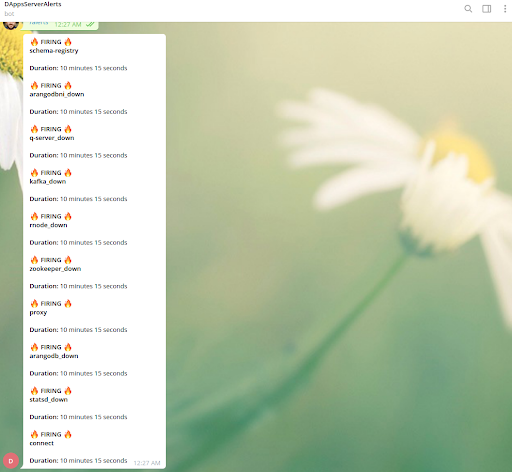 DAppsServerAlerts
bot
12:27 AM
🔥 FIRING 🔥
schema-registry
Duration: 10 minutes 15 seconds
🔥 FIRING 🔥
arangodbni_down
Duration: 10 minutes 15 seconds
🔥 FIRING 🔥
q-server_down
Duration: 10 minutes 15 seconds
🔥 FIRING 🔥
kafka_down
Duration: 10 minutes 15 seconds
🔥 FIRING 🔥
rnode_down
Duration: 10 minutes 15 seconds
🔥 FIRING 🔥
zookeeper_down
Duration: 10 minutes 15 seconds
🔥 FIRING 🔥
proxy
Duration: 10 minutes 15 seconds
🔥 FIRING 🔥
arangodb_down
Duration: 10 minutes 15 seconds
🔥 FIRING 🔥
statsd_down
Duration: 10 minutes 15 seconds
🔥 FIRING 🔥
connect
Duration: 10 minutes 15 seconds
12:27 AM
D